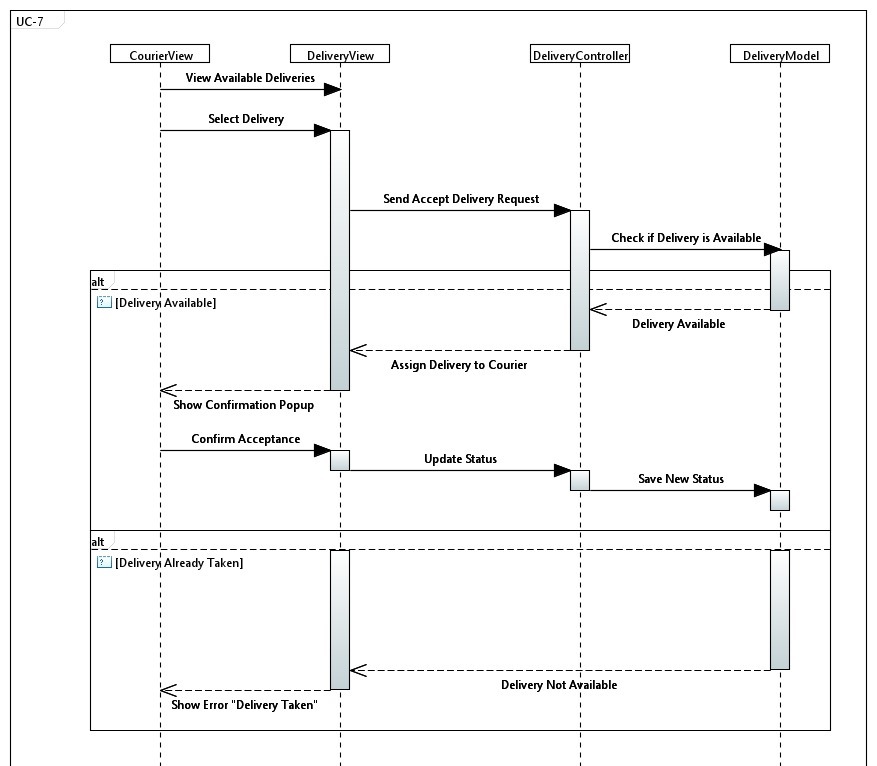 UC-7
CourierView
DeliveryView
DeliveryController
DeliveryModel
View Available Deliveries
Select Delivery
Send Accept Delivery Request
Check if Delivery is Available
alt
? [Delivery Available]
Delivery Available
Assign Delivery to Courier
Show Confirmation Popup
Confirm Acceptance
Update Status
Save New Status
alt
? [Delivery Already Taken]
Delivery Not Available
Show Error "Delivery Taken"